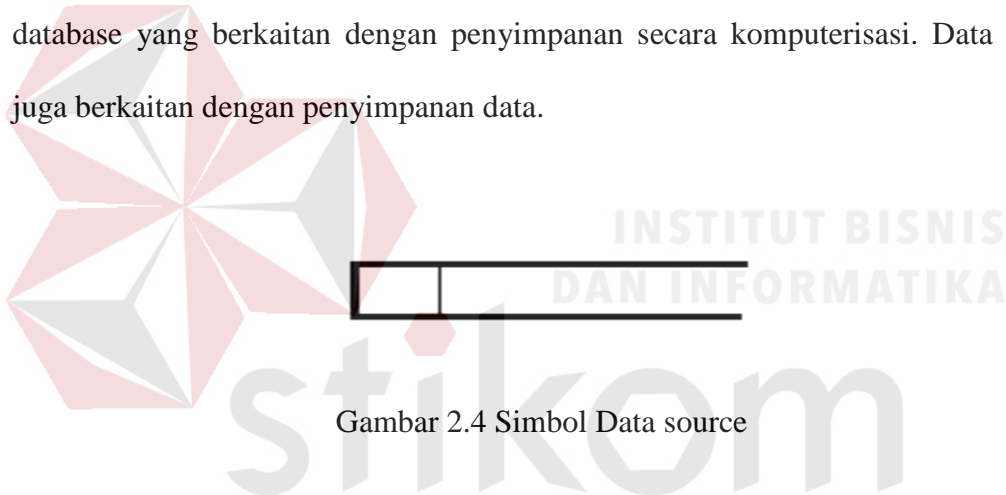 database yang berkaitan dengan penyimpanan secara komputerisasi. Data
juga berkaitan dengan penyimpanan data.
INSTITUT BISNIS
DAN INFORMATIKA
stikom
Gambar 2.4 Simbol Data source